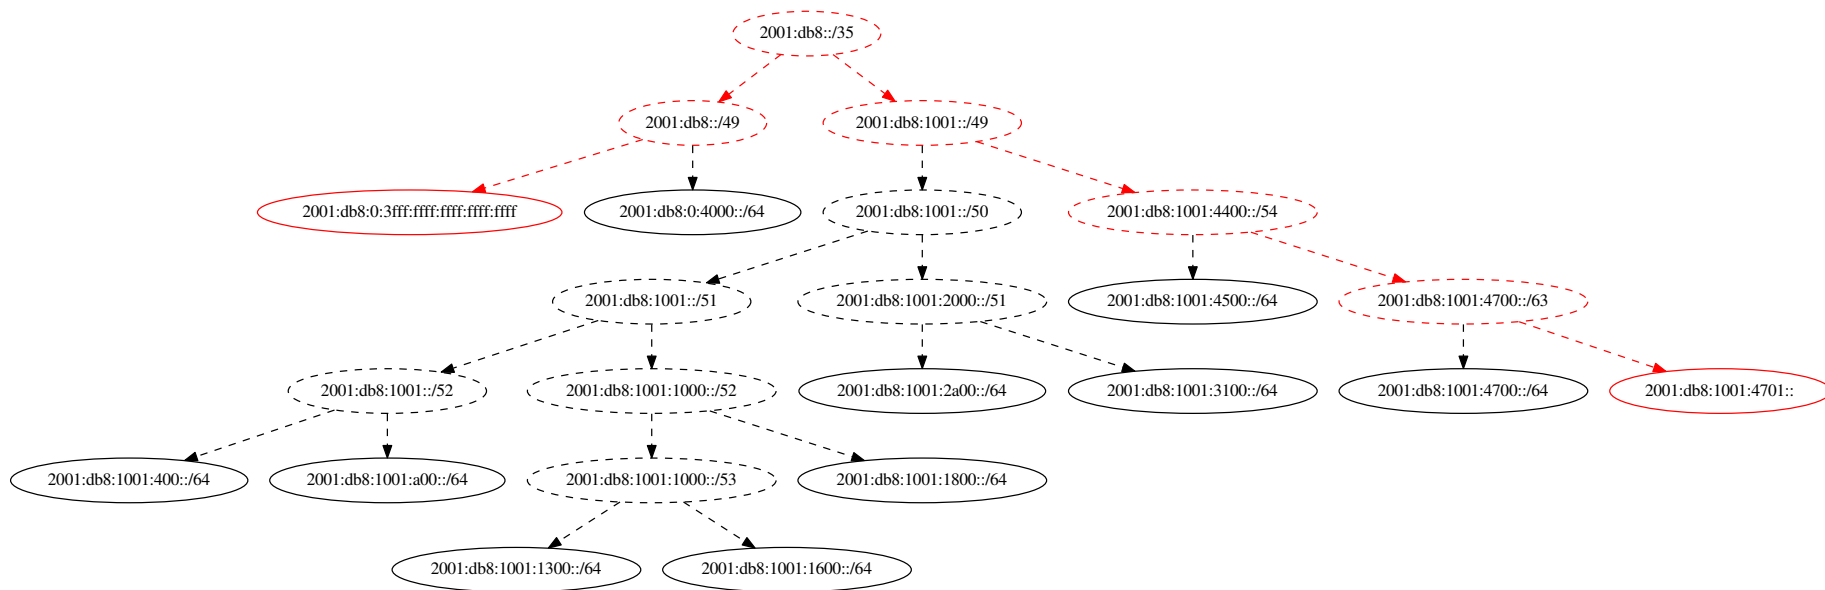 2001:db8::/35
2001:db8::/49
2001:db8:1001::/49
2001:db8:0:3fff:ffff:ffff:ffff:ffff
2001:db8:0:4000::/64
2001:db8:1001::/50
2001:db8:1001:4400::/54
2001:db8:1001::/51
2001:db8:1001:2000::/51
2001:db8:1001:4500::/64
2001:db8:1001:4700::/63
2001:db8:1001::/52
2001:db8:1001:1000::/52
2001:db8:1001:2a00::/64
2001:db8:1001:3100::/64
2001:db8:1001:4700::/64
2001:db8:1001:4701::
2001:db8:1001:400::/64
2001:db8:1001:a00::/64
2001:db8:1001:1000::/53
2001:db8:1001:1800::/64
2001:db8:1001:1300::/64
2001:db8:1001:1600::/64